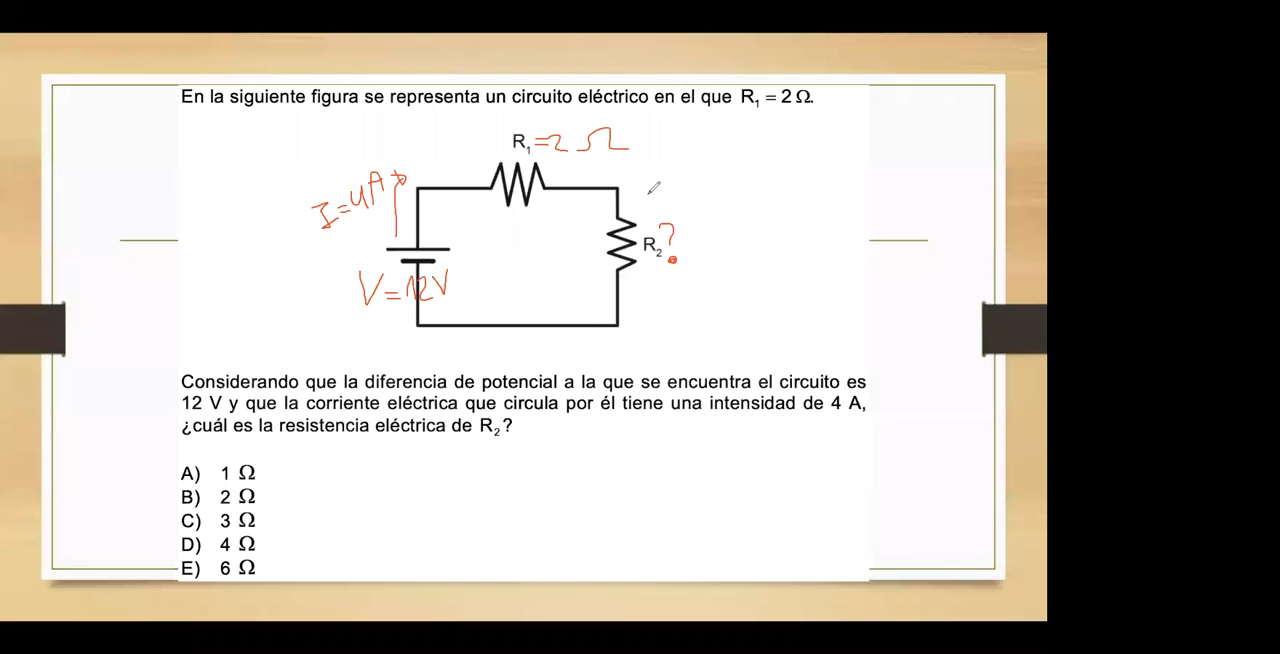 En la siguiente figura se representa un circuito eléctrico en el que R₁ = 2 Ω.
R₁ =2 Ω
I=4A
R₂ ?
V=12V
Considerando que la diferencia de potencial a la que se encuentra el circuito es
12 V y que la corriente eléctrica que circula por él tiene una intensidad de 4 A,
¿cuál es la resistencia eléctrica de R₂?
A) 1 Ω
B) 2 Ω
C) 3 Ω
D) 4 Ω
E) 6 Ω